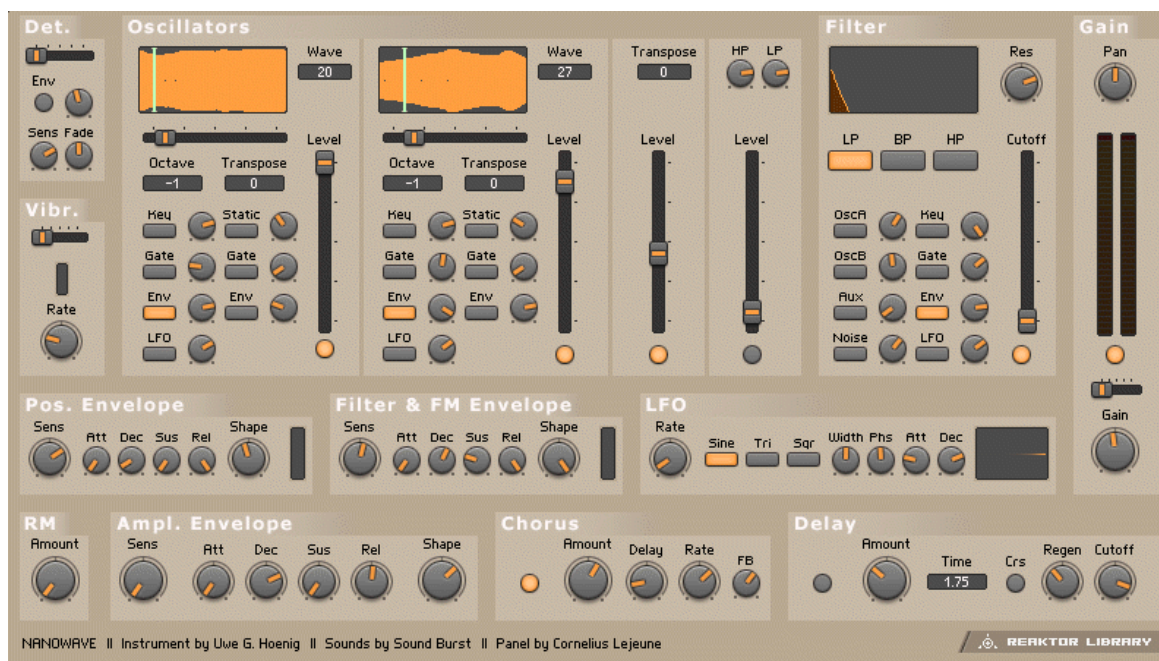 Det. Oscillators Filter Gain
Wave Wave Transpose HP LP Res Pan
20 27 0
Env
Sens Fade Level Level Level Level LP BP HP Cutoff
Octave Transpose Octave Transpose
-1 0 -1 0
Vibr.
Key Static Key Static OscA Key
Gate Gate Gate Gate OscB Gate
Env Env Env Env Aux Env
Rate
LFO LFO Noise LFO
Pos. Envelope Filter & FM Envelope LFO
Gain
Sens Att Dec Sus Rel Shape Sens Att Dec Sus Rel Shape Rate Sine Tri Sqr Width Phs Att Dec
RM Ampl. Envelope Chorus Delay
Amount Sens Att Dec Sus Rel Shape Amount Delay Rate FB Amount Time Crs Regen Cutoff
1.75
NANOWAVE II Instrument by Uwe G. Hoenig II Sounds by Sound Burst II Panel by Cornelius Lejeune
REAKTOR LIBRARY